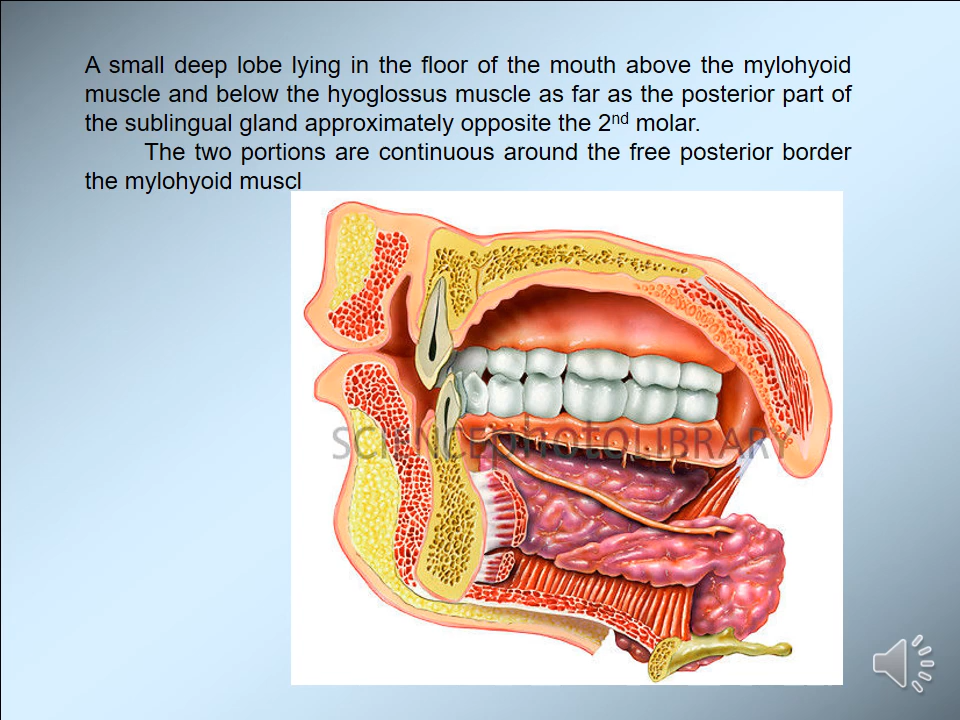 A small deep lobe lying in the floor of the mouth above the mylohyoid
muscle and below the hyoglossus muscle as far as the posterior part of
the sublingual gland approximately opposite the 2nd molar.
The two portions are continuous around the free posterior border
the mylohyoid muscl
SCIENCEphotoLIBRARY